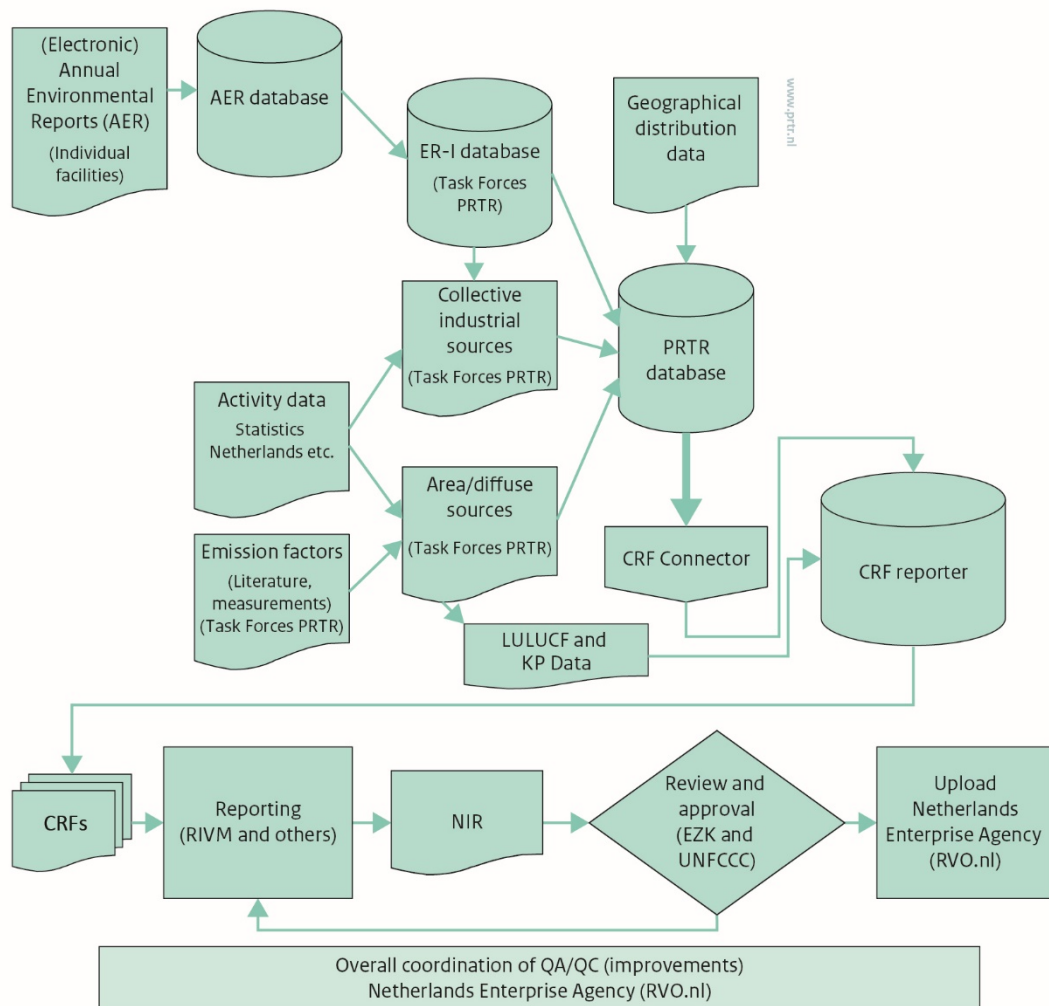 (Electronic)
Annual
Environmental
Reports (AER)
(Individual
facilities)
AER database
ER-I database
(Task Forces
PRTR)
Geographical
distribution
data
www.prtr.nl
Collective
industrial
sources
(Task Forces PRTR)
PRTR
database
Activity data
Statistics
Netherlands etc.
Area/diffuse
sources
(Task Forces PRTR)
Emission factors
(Literature,
measurements)
(Task Forces PRTR)
CRF Connector
CRF reporter
LULUCF and
KP Data
CRFs
Reporting
(RIVM and others)
NIR
Review and
approval
(EZK and
UNFCCC)
Upload
Netherlands
Enterprise Agency
(RVO.nl)
Overall coordination of QA/QC (improvements)
Netherlands Enterprise Agency (RVO.nl)